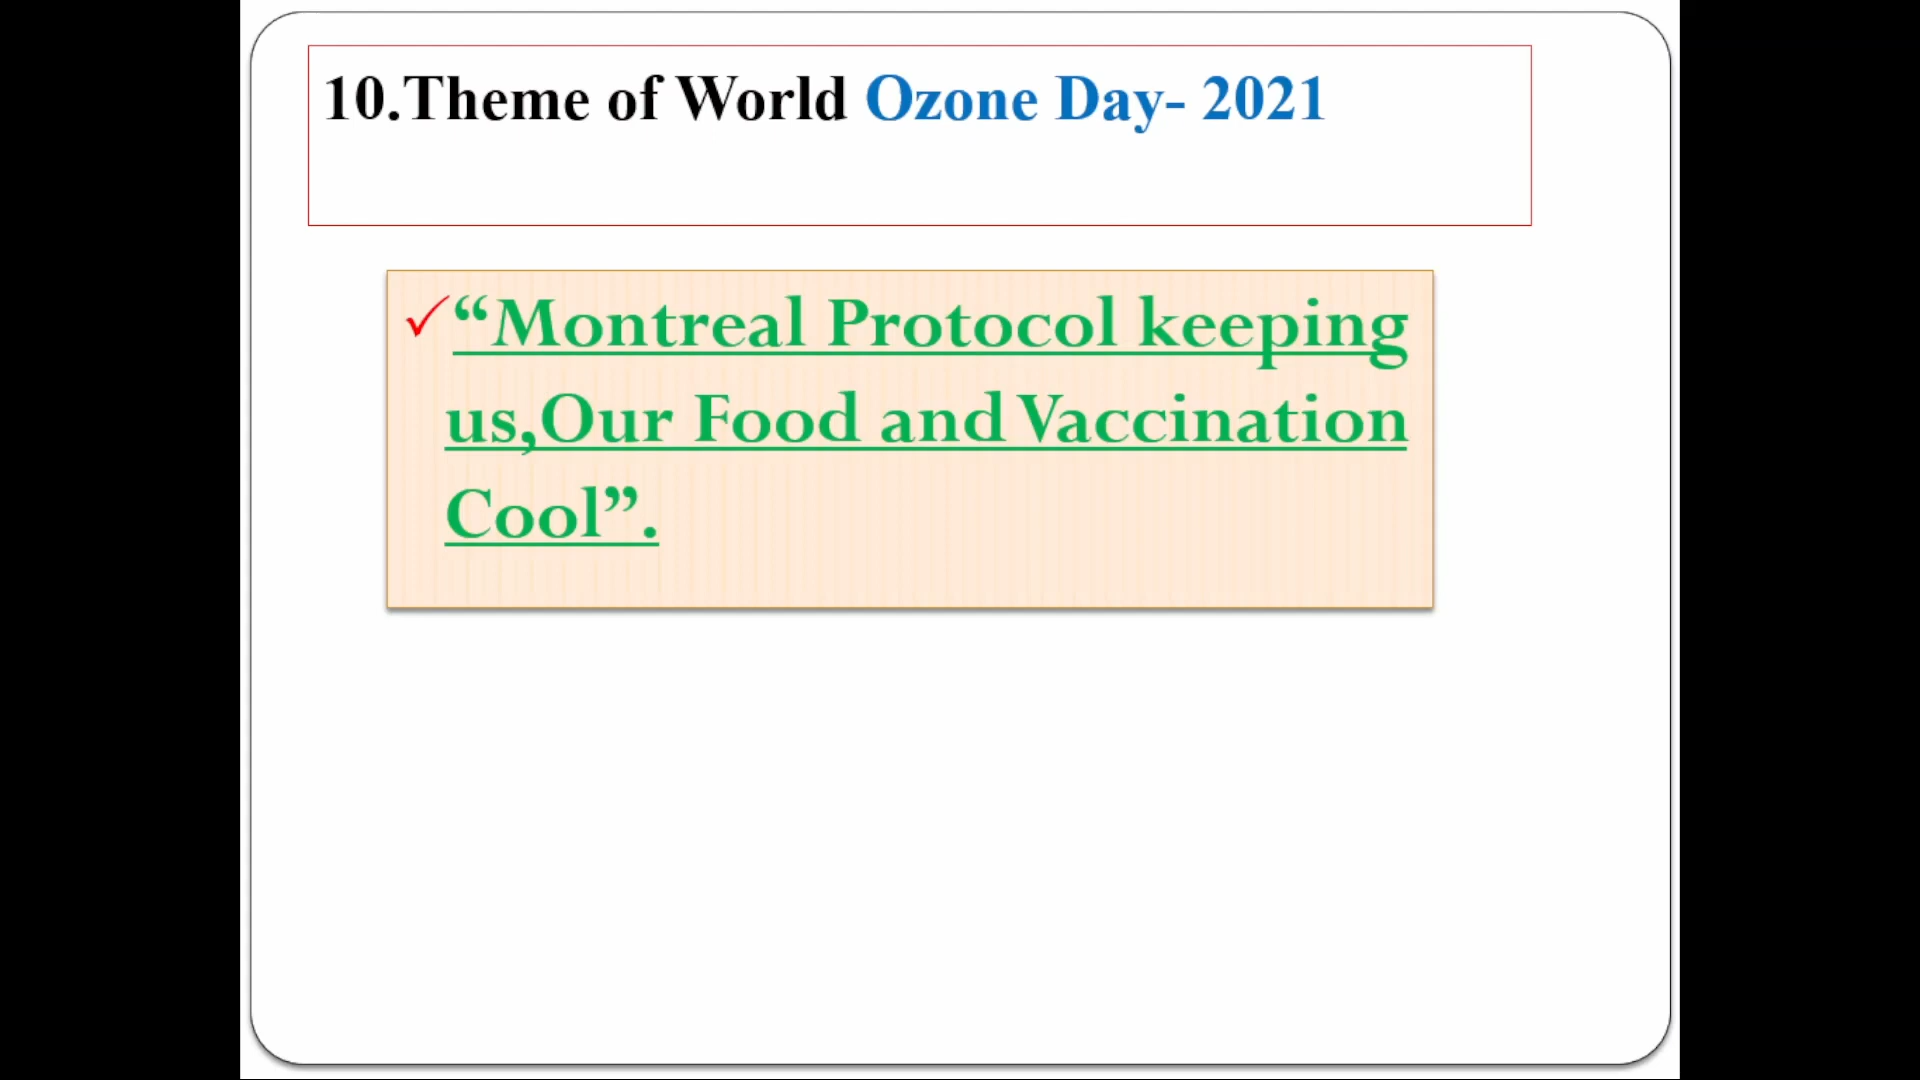 10.Theme of World Ozone Day- 2021
✓“Montreal Protocol keeping
us,Our Food and Vaccination
Cool”.